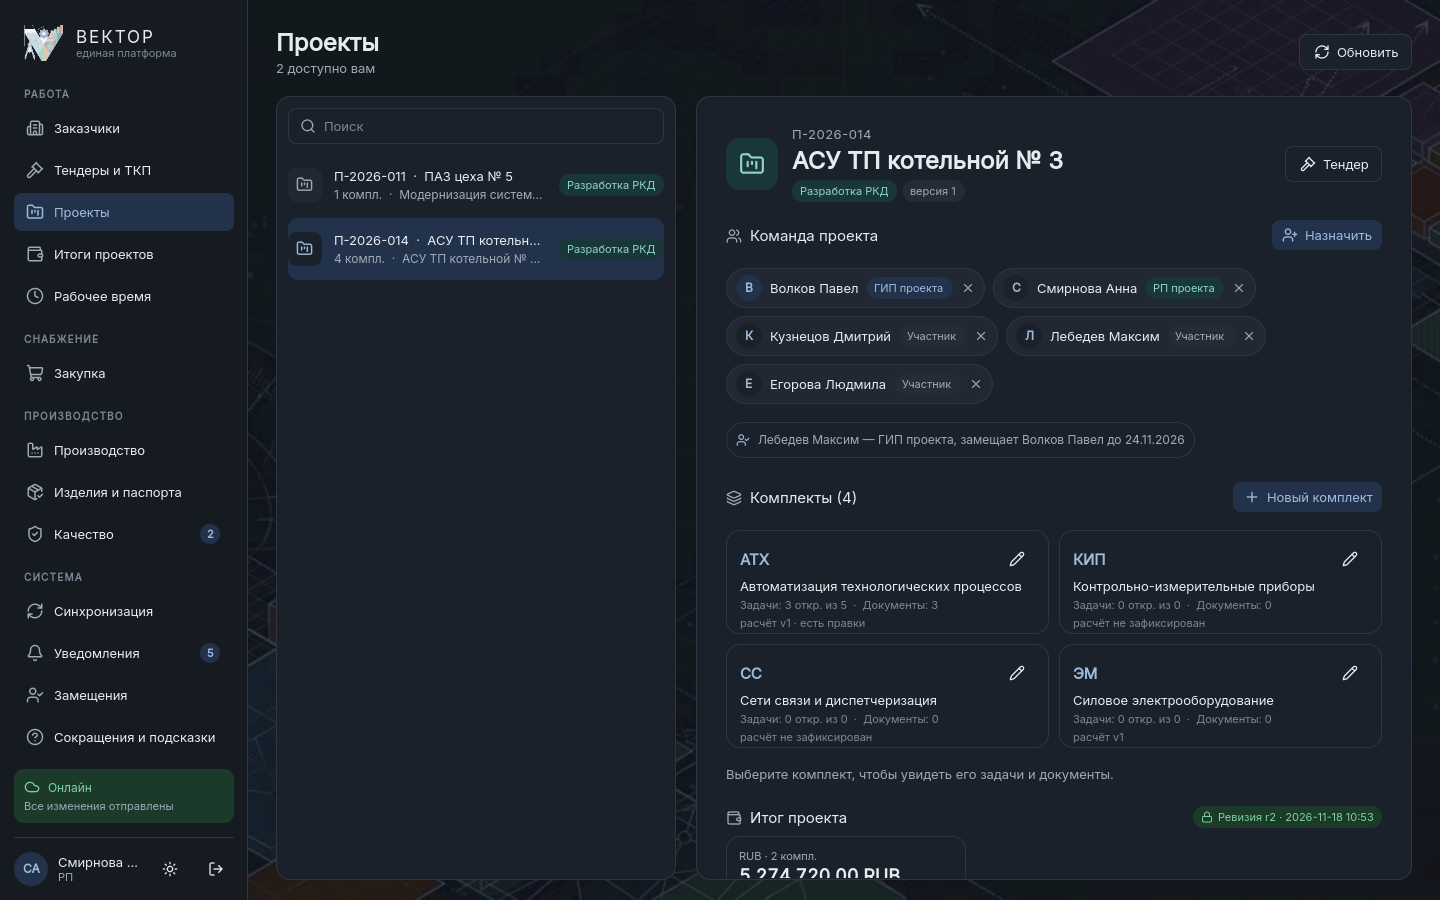 ВЕКТОР
единая платформа
РАБОТА
Заказчики
Тендеры и ТКП
Проекты
Итоги проектов
Рабочее время
СНАБЖЕНИЕ
Закупка
ПРОИЗВОДСТВО
Производство
Изделия и паспорта
Качество 2
СИСТЕМА
Синхронизация
Уведомления 5
Замещения
Сокращения и подсказки
Онлайн
Все изменения отправлены
СА Смирнова ...
РП
Проекты
2 доступно вам
Обновить
Поиск
П-2026-011 · ПАЗ цеха № 5
1 компл. · Модернизация систем...
Разработка РКД
П-2026-014 · АСУ ТП котельн...
4 компл. · АСУ ТП котельной № ...
Разработка РКД
П-2026-014
АСУ ТП котельной № 3
Разработка РКД версия 1
Тендер
Команда проекта
Назначить
В Волков Павел ГИП проекта
С Смирнова Анна РП проекта
К Кузнецов Дмитрий Участник
Л Лебедев Максим Участник
Е Егорова Людмила Участник
Лебедев Максим — ГИП проекта, замещает Волков Павел до 24.11.2026
Комплекты (4)
Новый комплект
АТХ
Автоматизация технологических процессов
Задачи: 3 откр. из 5 · Документы: 3
расчёт v1 · есть правки
КИП
Контрольно-измерительные приборы
Задачи: 0 откр. из 0 · Документы: 0
расчёт не зафиксирован
СС
Сети связи и диспетчеризация
Задачи: 0 откр. из 0 · Документы: 0
расчёт не зафиксирован
ЭМ
Силовое электрооборудование
Задачи: 0 откр. из 0 · Документы: 0
расчёт v1
Выберите комплект, чтобы увидеть его задачи и документы.
Итог проекта
Ревизия r2 · 2026-11-18 10:53
RUB · 2 компл.
5 274 720,00 RUB